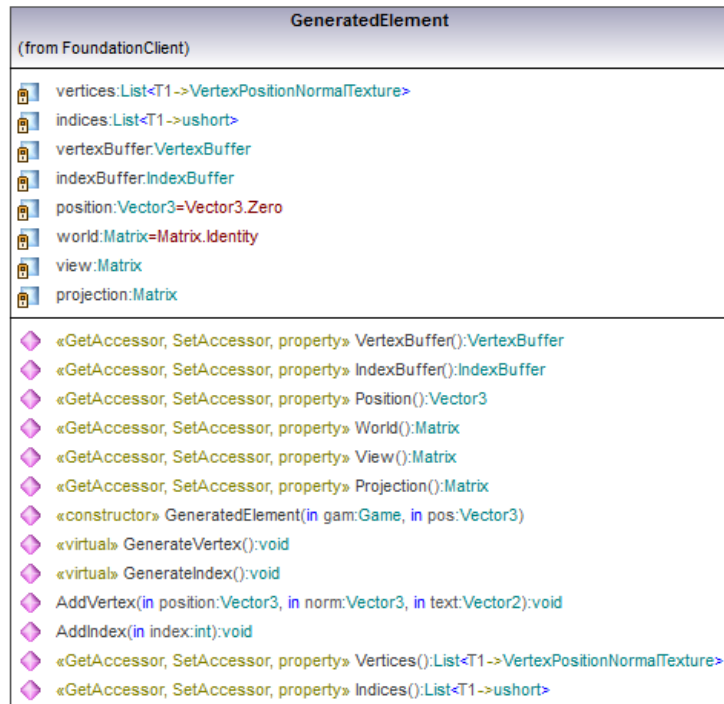 GeneratedElement
(from FoundationClient)
vertices:List<T1->VertexPositionNormalTexture>
indices:List<T1->ushort>
vertexBuffer:VertexBuffer
indexBuffer:IndexBuffer
position:Vector3=Vector3.Zero
world:Matrix=Matrix.Identity
view:Matrix
projection:Matrix
«GetAccessor, SetAccessor, property» VertexBuffer():VertexBuffer
«GetAccessor, SetAccessor, property» IndexBuffer():IndexBuffer
«GetAccessor, SetAccessor, property» Position():Vector3
«GetAccessor, SetAccessor, property» World():Matrix
«GetAccessor, SetAccessor, property» View():Matrix
«GetAccessor, SetAccessor, property» Projection():Matrix
«constructor» GeneratedElement(in gam:Game, in pos:Vector3)
«virtual» GenerateVertex():void
«virtual» GenerateIndex():void
AddVertex(in position:Vector3, in norm:Vector3, in text:Vector2):void
AddIndex(in index:int):void
«GetAccessor, SetAccessor, property» Vertices():List<T1->VertexPositionNormalTexture>
«GetAccessor, SetAccessor, property» Indices():List<T1->ushort>